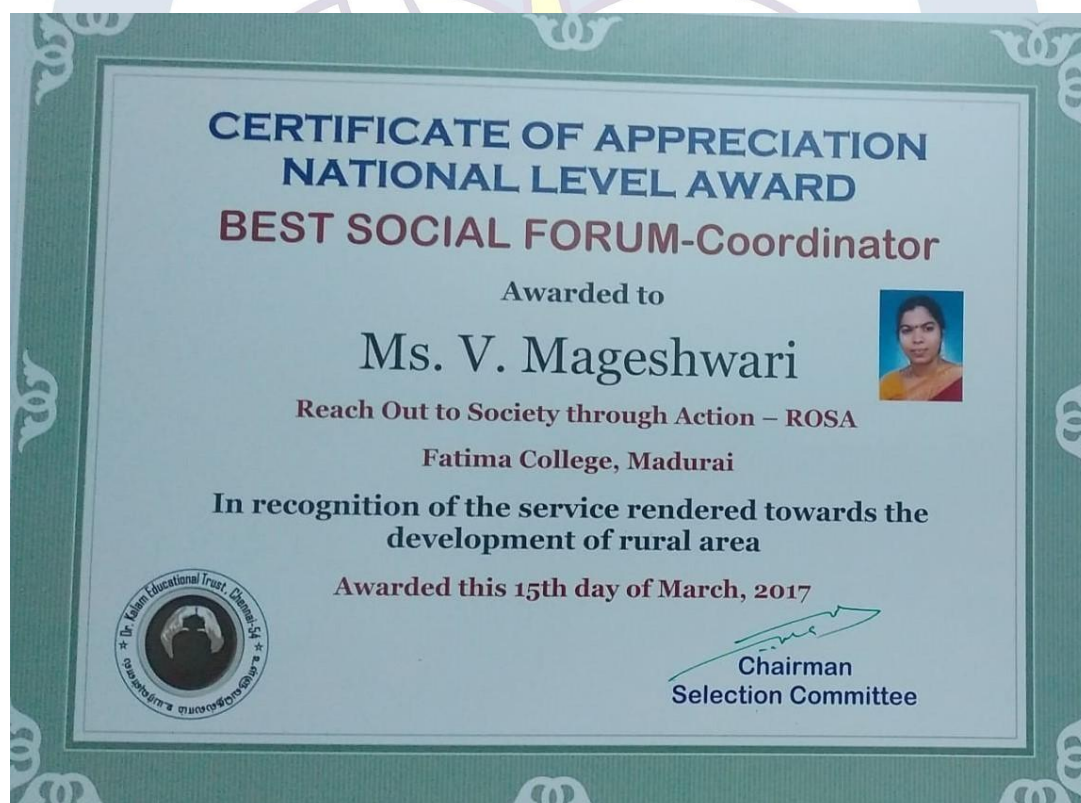 CERTIFICATE OF APPRECIATION
NATIONAL LEVEL AWARD
BEST SOCIAL FORUM-Coordinator
Awarded to
Ms. V. Mageshwari
Reach Out to Society through Action – ROSA
Fatima College, Madurai
In recognition of the service rendered towards the
development of rural area
Awarded this 15th day of March, 2017
Dr. Kalam Educational Trust, Chennai-54
Chairman
Selection Committee